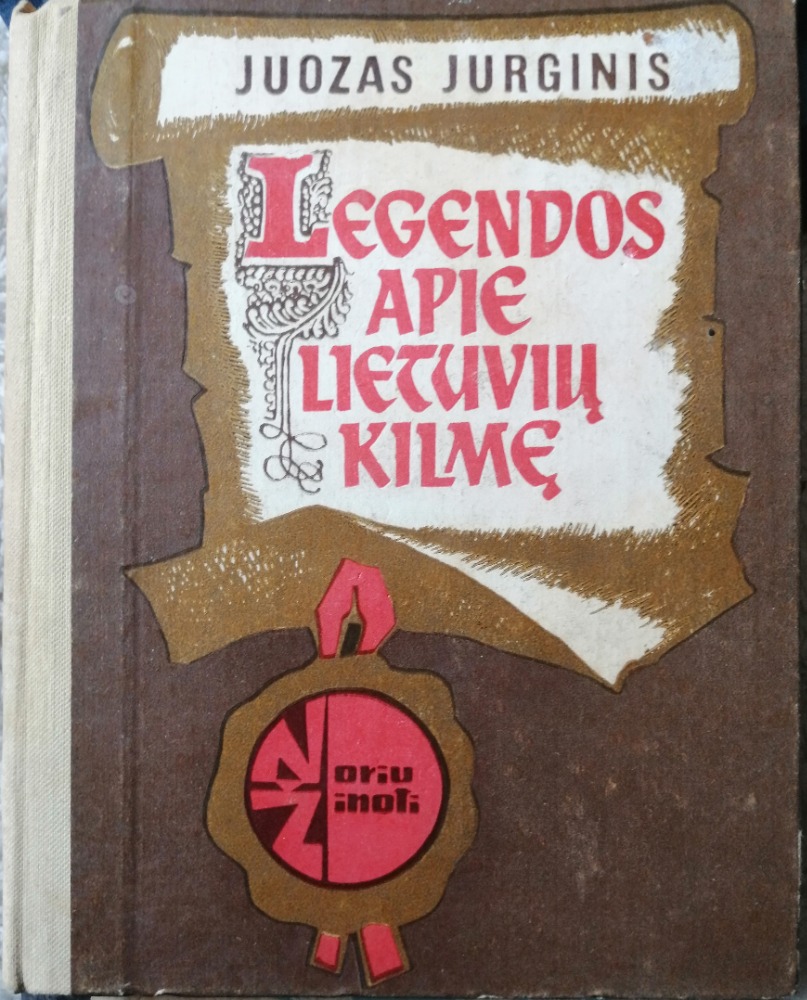 JUOZAS JURGINIS
LEGENDOS
APIE
LIETUVIŲ
KILMĘ
Noriu
Žinoti